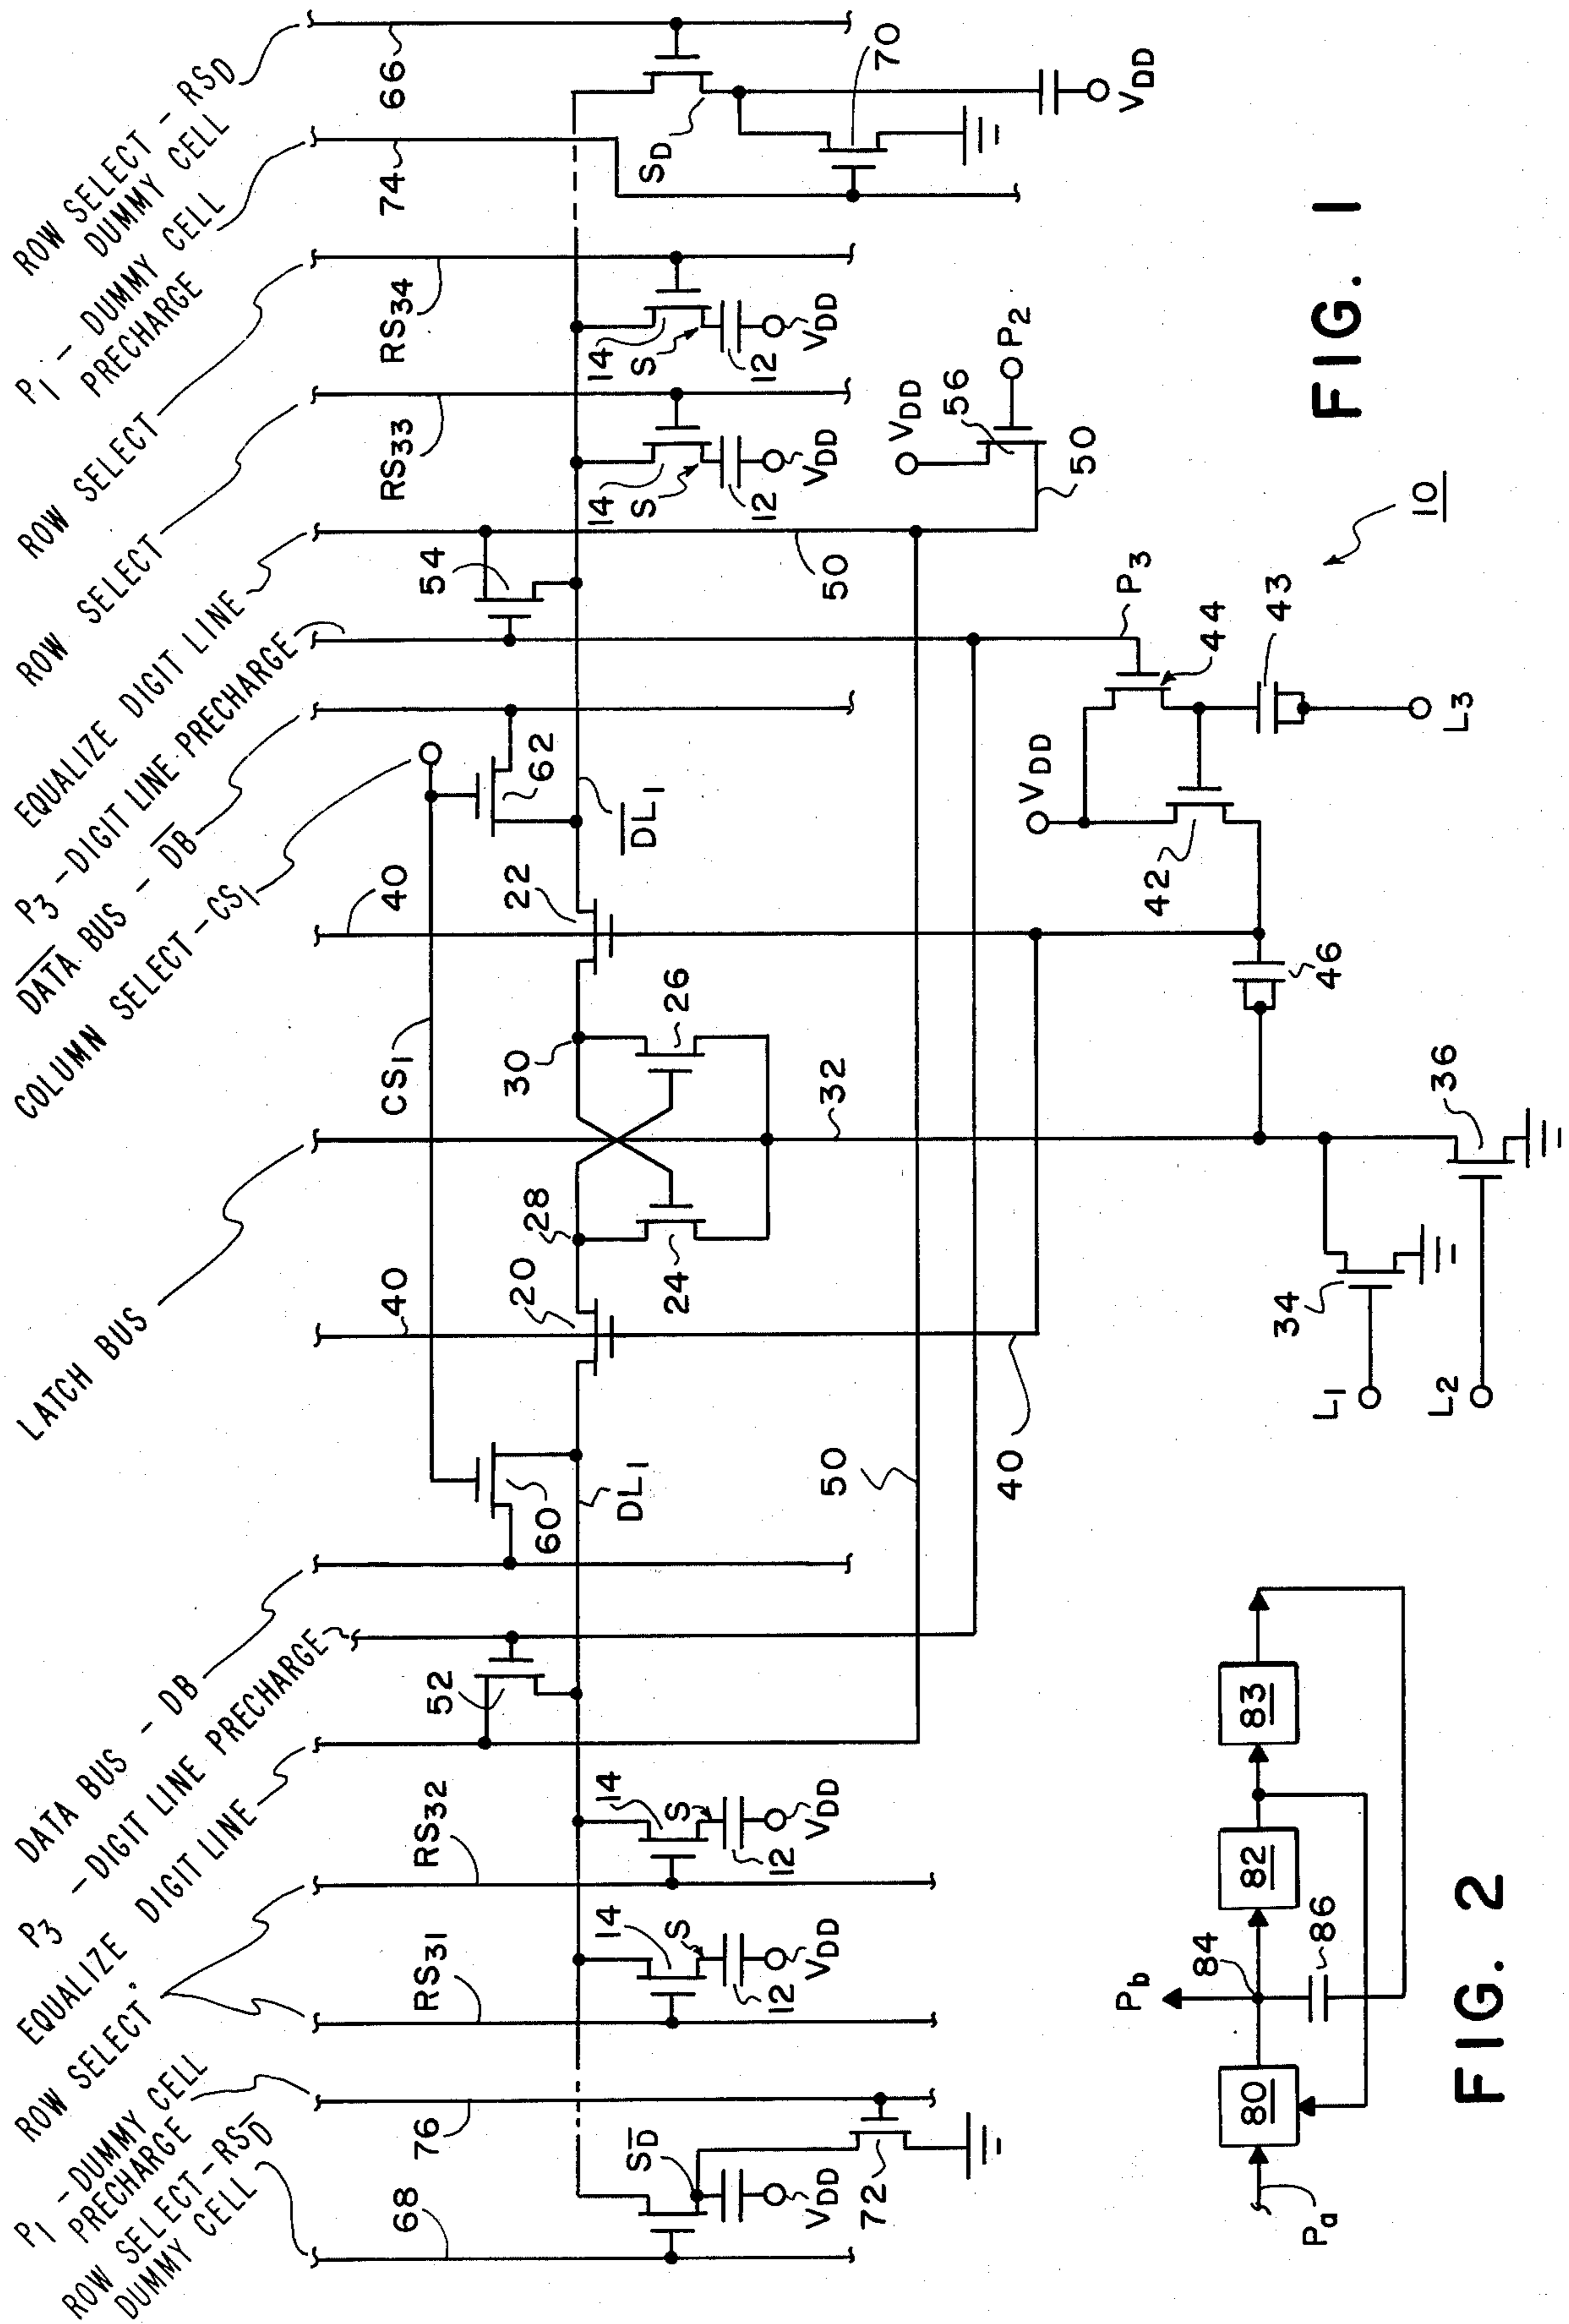 ROW SELECT - RSD
DUMMY CELL
P1 - DUMMY CELL
PRECHARGE
ROW SELECT
ROW SELECT
EQUALIZE DIGIT LINE
P3 - DIGIT LINE PRECHARGE
D̅A̅T̅A̅ BUS - D̅B̅
COLUMN SELECT - CS1
LATCH BUS
DATA BUS - DB
P3 - DIGIT LINE PRECHARGE
EQUALIZE DIGIT LINE
ROW SELECT
P1 - DUMMY CELL
PRECHARGE
ROW SELECT - RSD̅
DUMMY CELL
68
76
RS31
RS32
52
60
CS1
40
40
62
54
RS33
RS34
74
66
SD̅
VDD
72
14
S
12
VDD
14
S
12
VDD
DL1
20
28
24
30
26
22
D̅L̅1
14
S
12
VDD
14
S
12
VDD
SD
70
VDD
50
40
32
50
VDD
56
P2
50
VDD
42
44
P3
43
L3
46
34
36
L1
L2
10
FIG. 1
Pa
80
Pb
84
86
82
83
FIG. 2